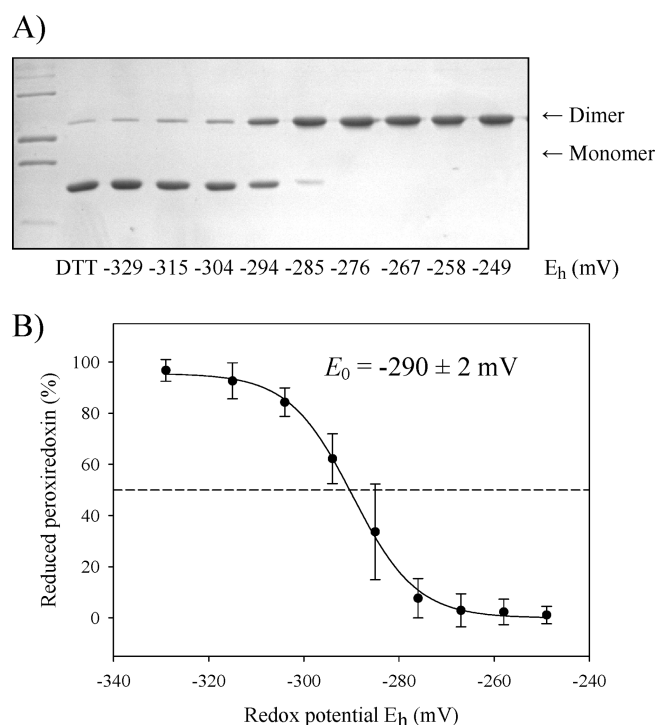 A)
← Dimer
← Monomer
DTT -329 -315 -304 -294 -285 -276 -267 -258 -249 Eh (mV)
B)
E0 = -290 ± 2 mV
Reduced peroxiredoxin (%)
100
80
60
40
20
0
-340 -320 -300 -280 -260 -240
Redox potential Eh (mV)